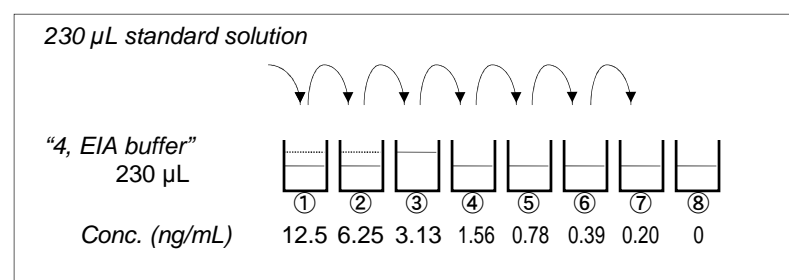 230 µL standard solution
“4, EIA buffer”
230 µL
① ② ③ ④ ⑤ ⑥ ⑦ ⑧
Conc. (ng/mL) 12.5 6.25 3.13 1.56 0.78 0.39 0.20 0